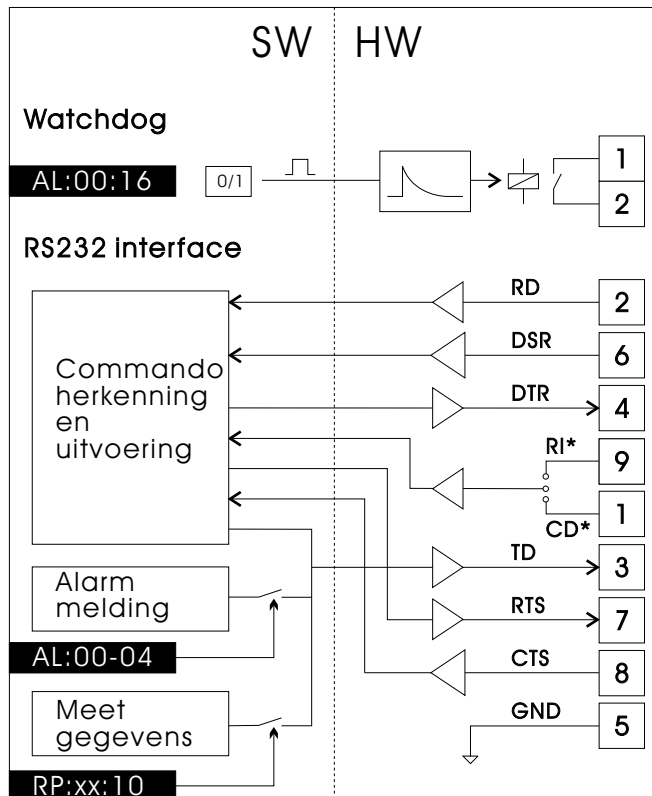 SW HW
Watchdog
AL:00:16 0/1 1
2
RS232 interface
RD 2
Commando
herkenning
en
uitvoering
DSR 6
DTR 4
RI* 9
CD* 1
TD 3
Alarm
melding
RTS 7
AL:00-04 CTS 8
Meet
gegevens
GND 5
RP:xx:10